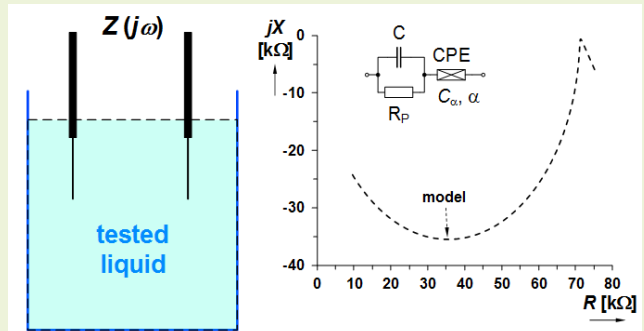 Z (jω)
tested
liquid
jX
[kΩ]
0
-10
-20
-30
-40
C
CPE
Cα, α
RP
model
0 10 20 30 40 50 60 70 80
R [kΩ]